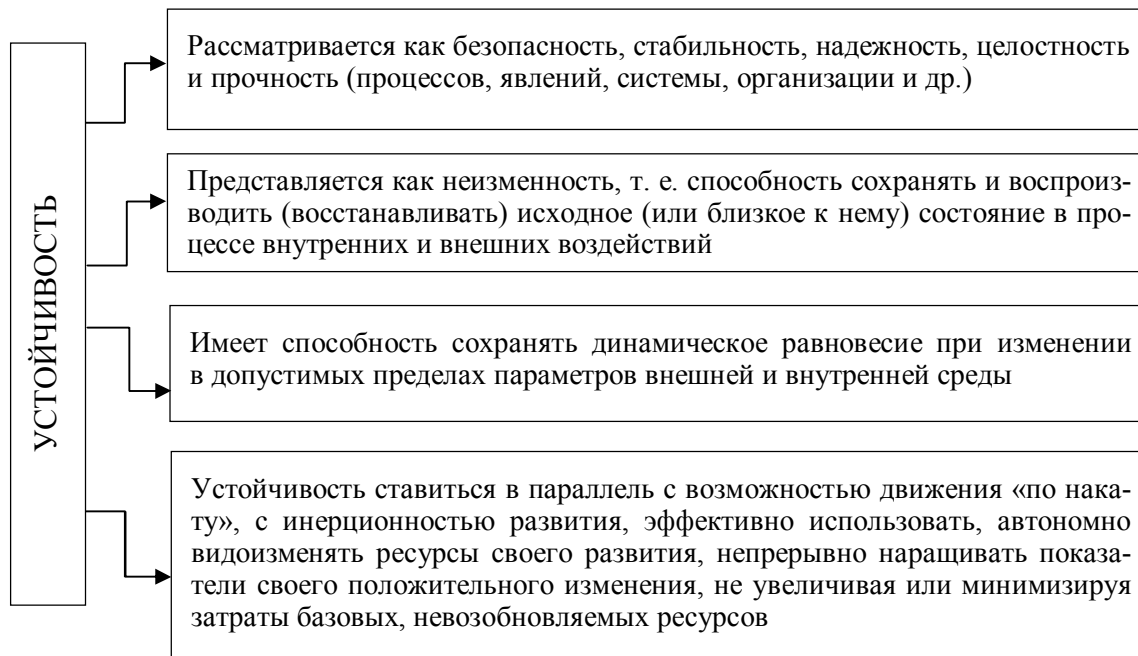 УСТОЙЧИВОСТЬ
Рассматривается как безопасность, стабильность, надежность, целостность
и прочность (процессов, явлений, системы, организации и др.)
Представляется как неизменность, т. е. способность сохранять и воспроиз-
водить (восстанавливать) исходное (или близкое к нему) состояние в про-
цессе внутренних и внешних воздействий
Имеет способность сохранять динамическое равновесие при изменении
в допустимых пределах параметров внешней и внутренней среды
Устойчивость ставиться в параллель с возможностью движения «по нака-
ту», с инерционностью развития, эффективно использовать, автономно
видоизменять ресурсы своего развития, непрерывно наращивать показа-
тели своего положительного изменения, не увеличивая или минимизируя
затраты базовых, невозобновляемых ресурсов